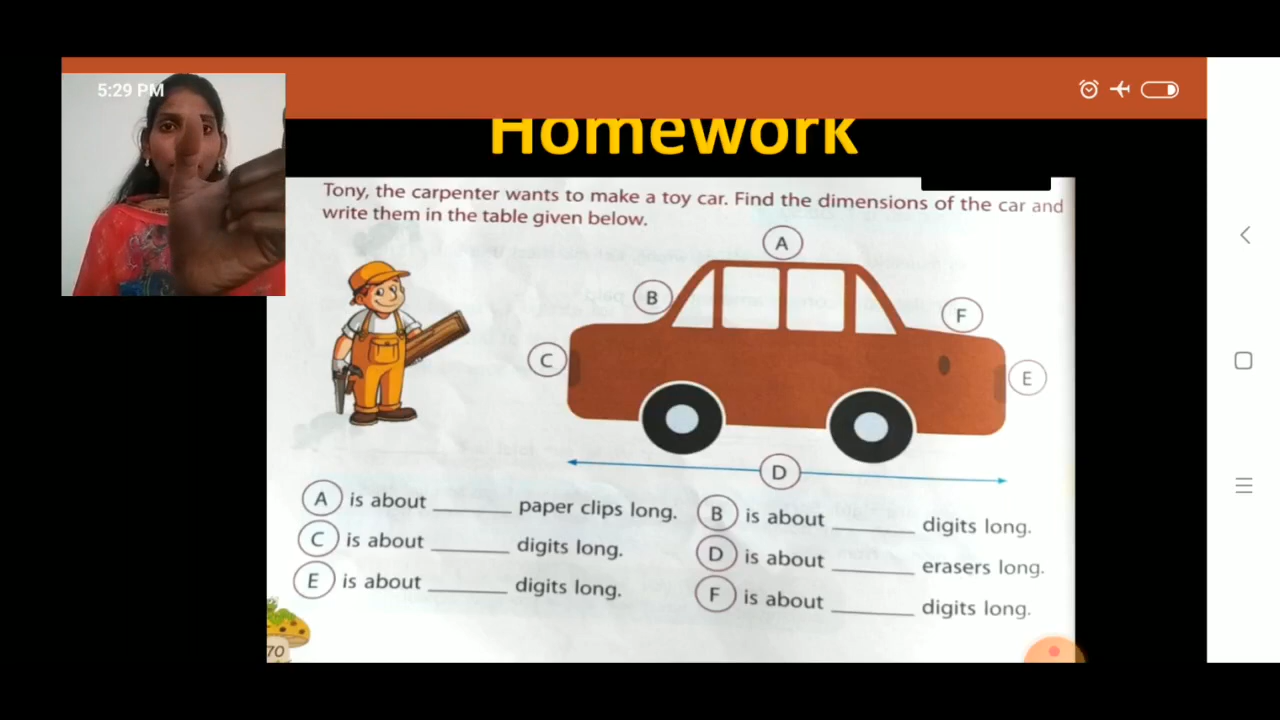 5:29 PM
Homework
Tony, the carpenter wants to make a toy car. Find the dimensions of the car and
write them in the table given below.
A
B
F
C
E
D
A is about ______ paper clips long.
B is about ______ digits long.
C is about ______ digits long.
D is about ______ erasers long.
E is about ______ digits long.
F is about ______ digits long.
70